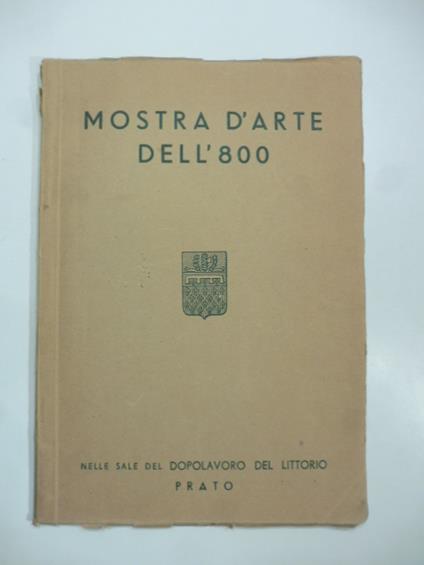 MOSTRA D'ARTE
DELL'800
NELLE SALE DEL DOPOLAVORO DEL LITTORIO
PRATO